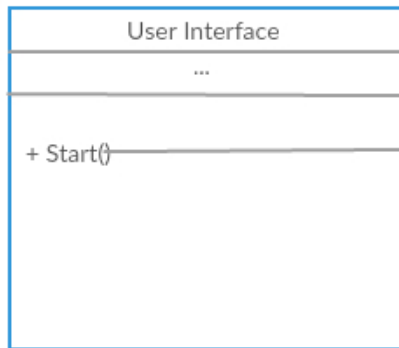 User Interface
...
+ Start()